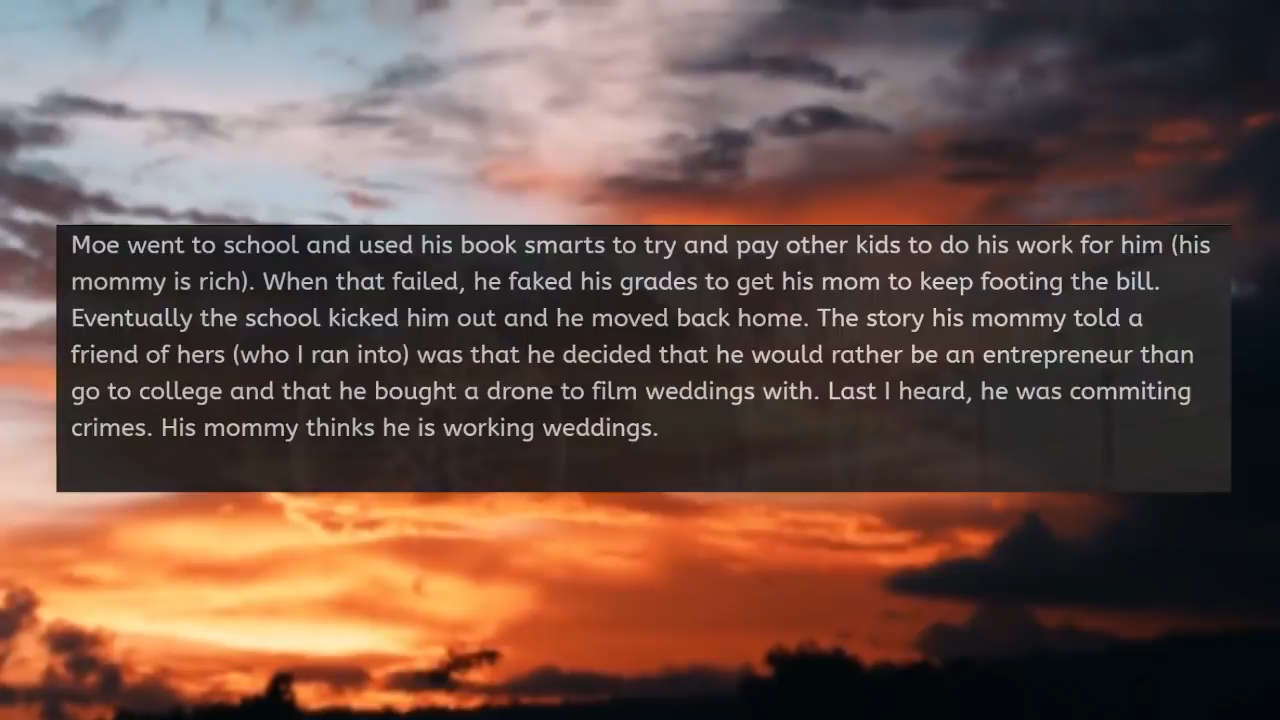 Moe went to school and used his book smarts to try and pay other kids to do his work for him (his
mommy is rich). When that failed, he faked his grades to get his mom to keep footing the bill.
Eventually the school kicked him out and he moved back home. The story his mommy told a
friend of hers (who I ran into) was that he decided that he would rather be an entrepreneur than
go to college and that he bought a drone to film weddings with. Last I heard, he was commiting
crimes. His mommy thinks he is working weddings.